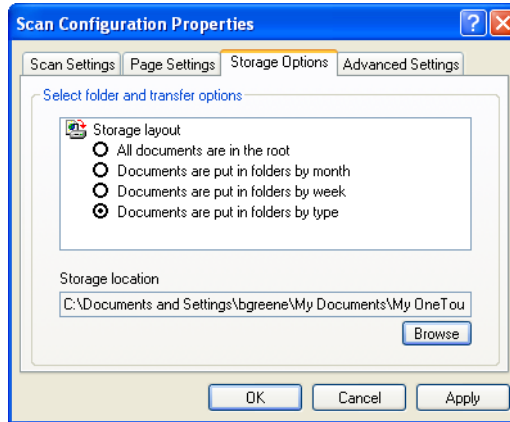 Scan Configuration Properties
Scan Settings Page Settings Storage Options Advanced Settings
Select folder and transfer options
Storage layout
All documents are in the root
Documents are put in folders by month
Documents are put in folders by week
Documents are put in folders by type
Storage location
C:\Documents and Settings\bgreene\My Documents\My OneTou
Browse
OK Cancel Apply